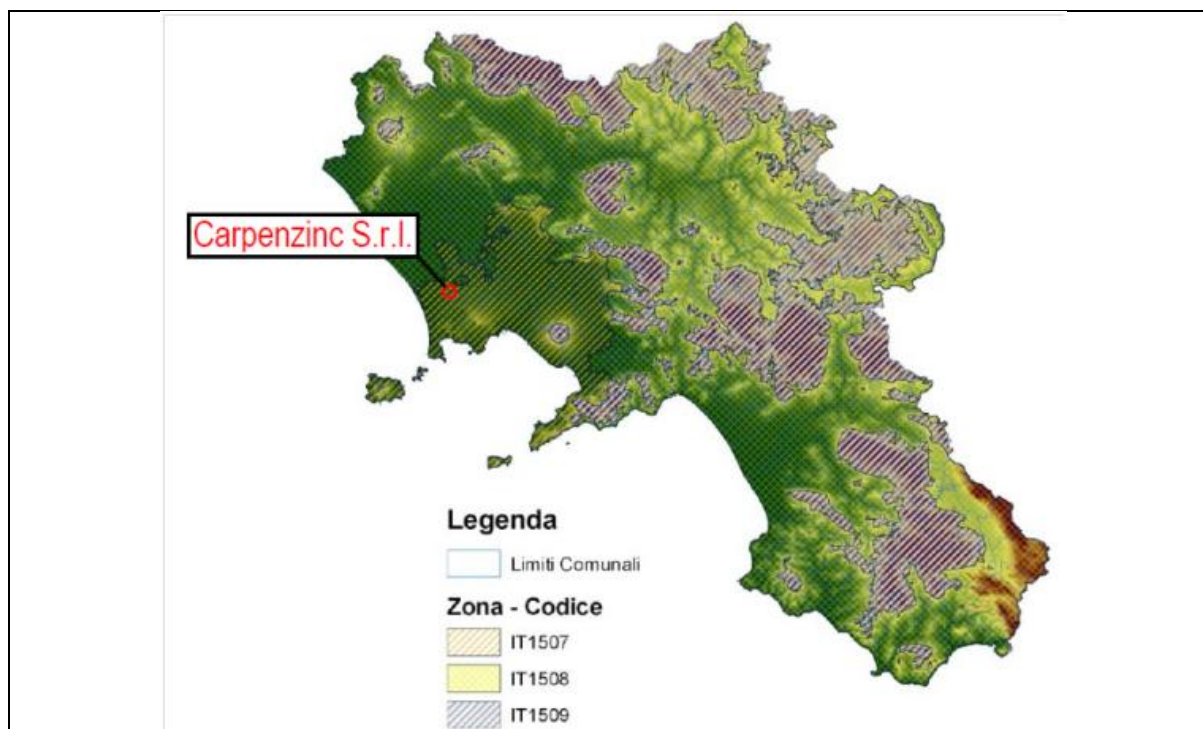 Carpenzinc S.r.l.
Legenda
Limiti Comunali
Zona - Codice
IT1507
IT1508
IT1509